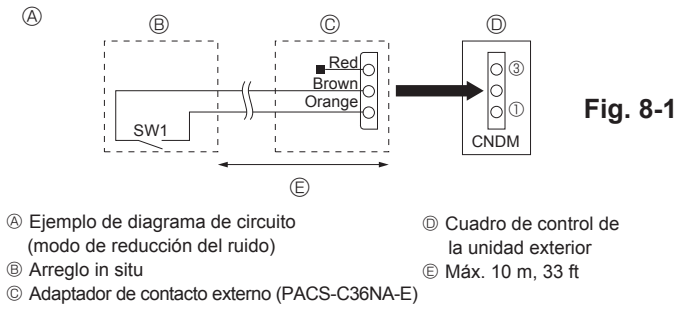 Ⓐ
Ⓑ
Ⓒ
Ⓓ
Red
Brown
Orange
SW1
③
①
CNDM
Fig. 8-1
Ⓔ
Ⓐ Ejemplo de diagrama de circuito
(modo de reducción del ruido)
Ⓑ Arreglo in situ
Ⓒ Adaptador de contacto externo (PACS-C36NA-E)
Ⓓ Cuadro de control de
la unidad exterior
Ⓔ Máx. 10 m, 33 ft